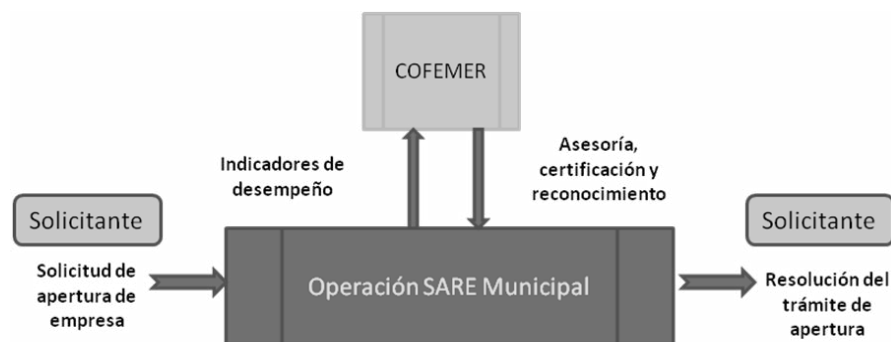 COFEMER
Indicadores de
desempeño
Asesoría,
certificación y
reconocimiento
Solicitante
Solicitante
Solicitud de
apertura de
empresa
Operación SARE Municipal
Resolución del
trámite de
apertura